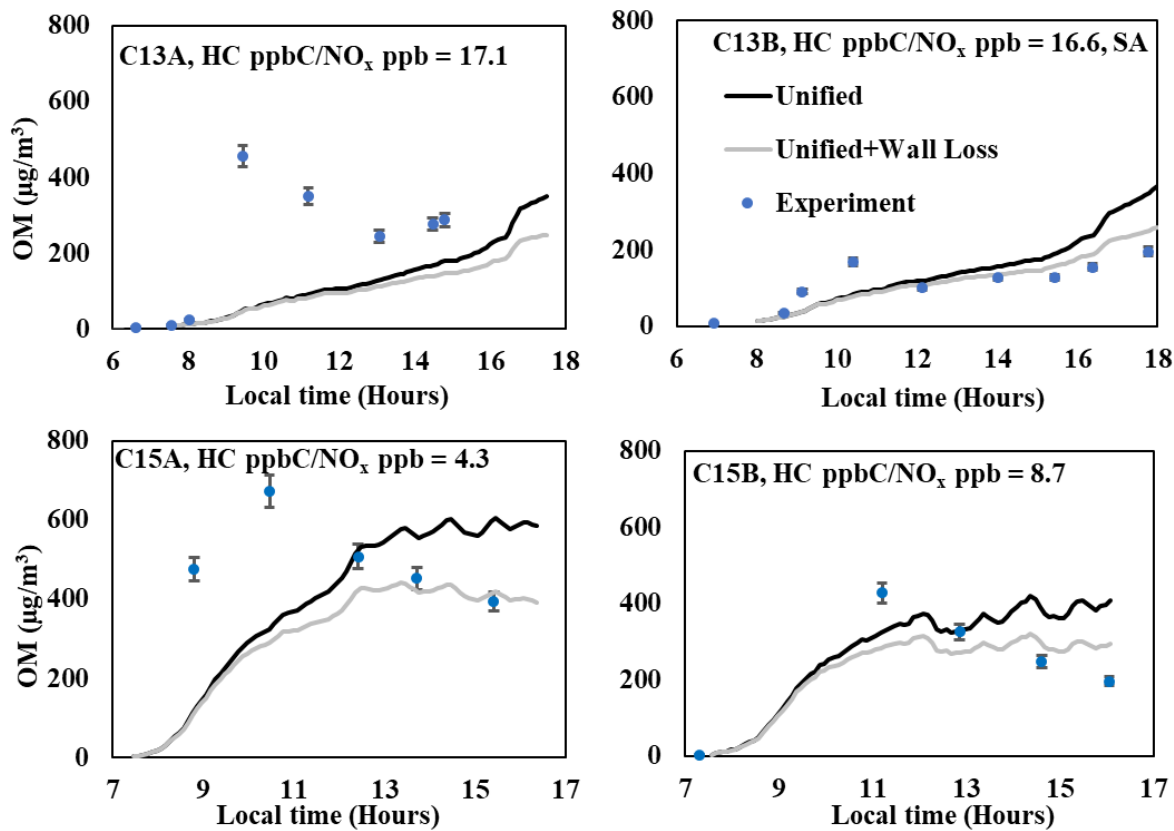 C13A, HC ppbC/NOₓ ppb = 17.1
800
600
400
200
0
OM (µg/m³)
6 8 10 12 14 16 18
Local time (Hours)
C13B, HC ppbC/NOₓ ppb = 16.6, SA
Unified
Unified+Wall Loss
Experiment
800
600
400
200
0
6 8 10 12 14 16 18
Local time (Hours)
C15A, HC ppbC/NOₓ ppb = 4.3
800
600
400
200
0
OM (µg/m³)
7 9 11 13 15 17
Local time (Hours)
C15B, HC ppbC/NOₓ ppb = 8.7
800
600
400
200
0
7 9 11 13 15 17
Local time (Hours)